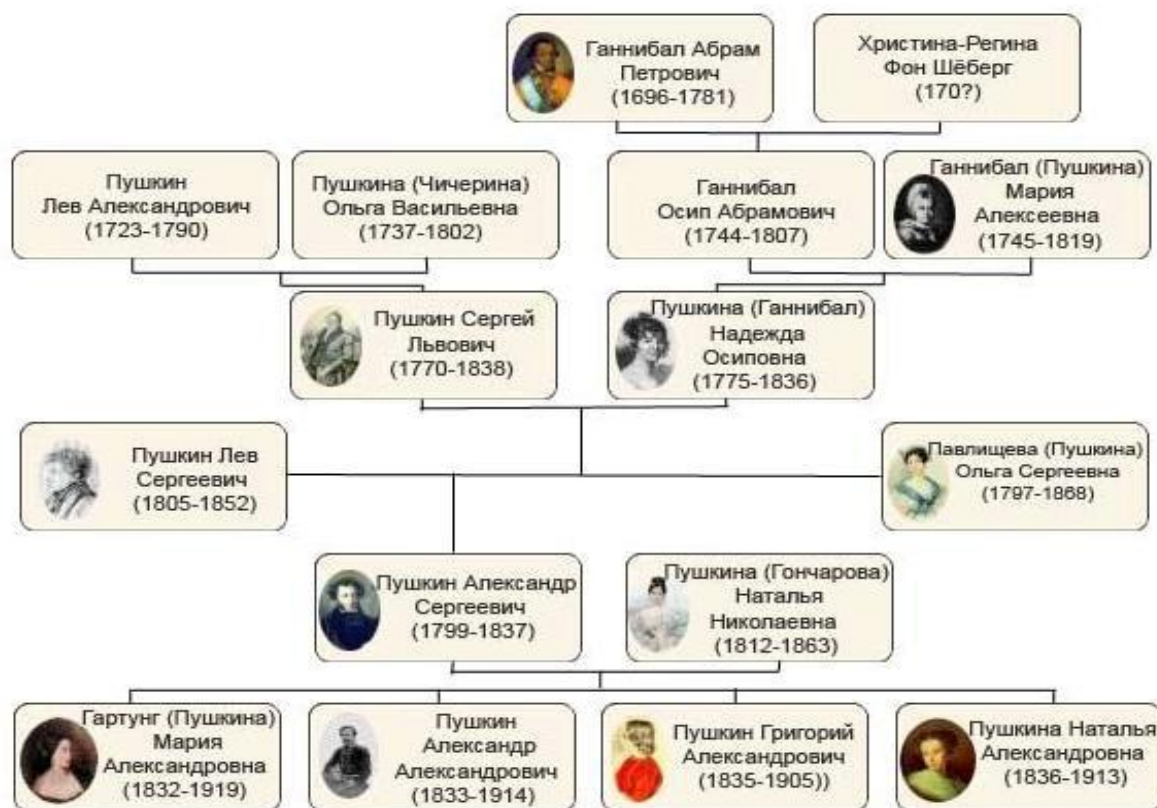 Ганнибал Абрам
Петрович
(1696-1781)
Христина-Регина
Фон Шёберг
(170?)
Пушкин
Лев Александрович
(1723-1790)
Пушкина (Чичерина)
Ольга Васильевна
(1737-1802)
Ганнибал
Осип Абрамович
(1744-1807)
Ганнибал (Пушкина)
Мария
Алексеевна
(1745-1819)
Пушкин Сергей
Львович
(1770-1838)
Пушкина (Ганнибал)
Надежда
Осиповна
(1775-1836)
Пушкин Лев
Сергеевич
(1805-1852)
Павлищева (Пушкина)
Ольга Сергеевна
(1797-1868)
Пушкин Александр
Сергеевич
(1799-1837)
Пушкина (Гончарова)
Наталья
Николаевна
(1812-1863)
Гартунг (Пушкина)
Мария
Александровна
(1832-1919)
Пушкин
Александр
Александрович
(1833-1914)
Пушкин Григорий
Александрович
(1835-1905))
Пушкина Наталья
Александровна
(1836-1913)